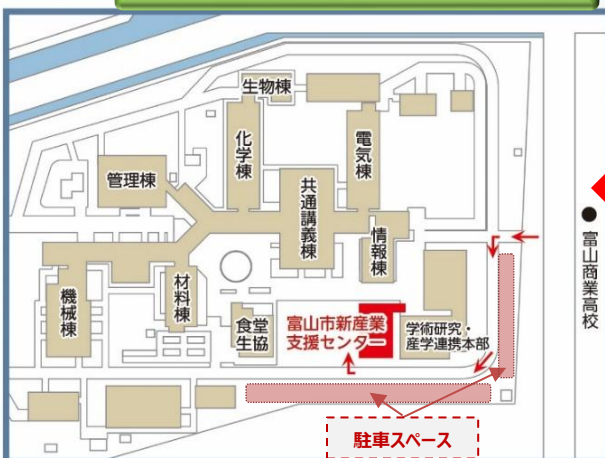 生物棟
化学棟
電気棟
管理棟
共通講義棟
情報棟
富山商業高校
機械棟
材料棟
食堂
生協
富山市新産業
支援センター
学術研究・
産学連携本部
駐車スペース